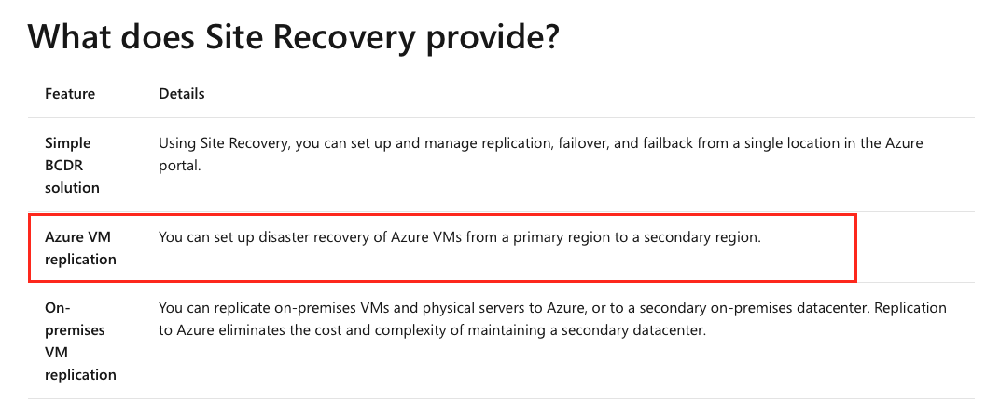 What does Site Recovery provide?
Feature Details
Simple BCDR solution
Using Site Recovery, you can set up and manage replication, failover, and failback from a single location in the Azure
portal.
Azure VM
replication
You can set up disaster recovery of Azure VMs from a primary region to a secondary region.
On-
premises
VM
replication
You can replicate on-premises VMs and physical servers to Azure, or to a secondary on-premises datacenter. Replication
to Azure eliminates the cost and complexity of maintaining a secondary datacenter.